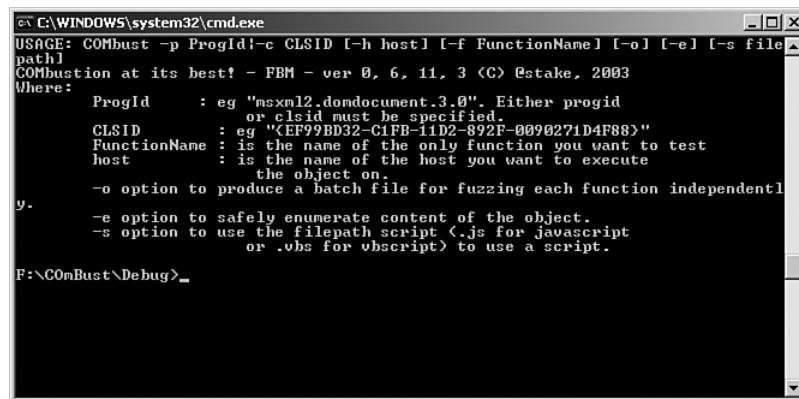 C:\WINDOWS\system32\cmd.exe
USAGE: COMbust -p ProgId|-c CLSID [-h host] [-f FunctionName] [-o] [-e] [-s file
path]
COMbustion at its best! - FBM - ver 0, 6, 11, 3 (C) @stake, 2003
Where:
ProgId : eg "msxml2.domdocument.3.0". Either progid
or clsid must be specified.
CLSID : eg "{EF99BD32-C1FB-11D2-892F-0090271D4F88}"
FunctionName : is the name of the only function you want to test
host : is the name of the host you want to execute
the object on.
-o option to produce a batch file for fuzzing each function independentl
y.
-e option to safely enumerate content of the object.
-s option to use the filepath script (.js for javascript
or .vbs for vbscript) to use a script.
F:\COmBust\Debug>_